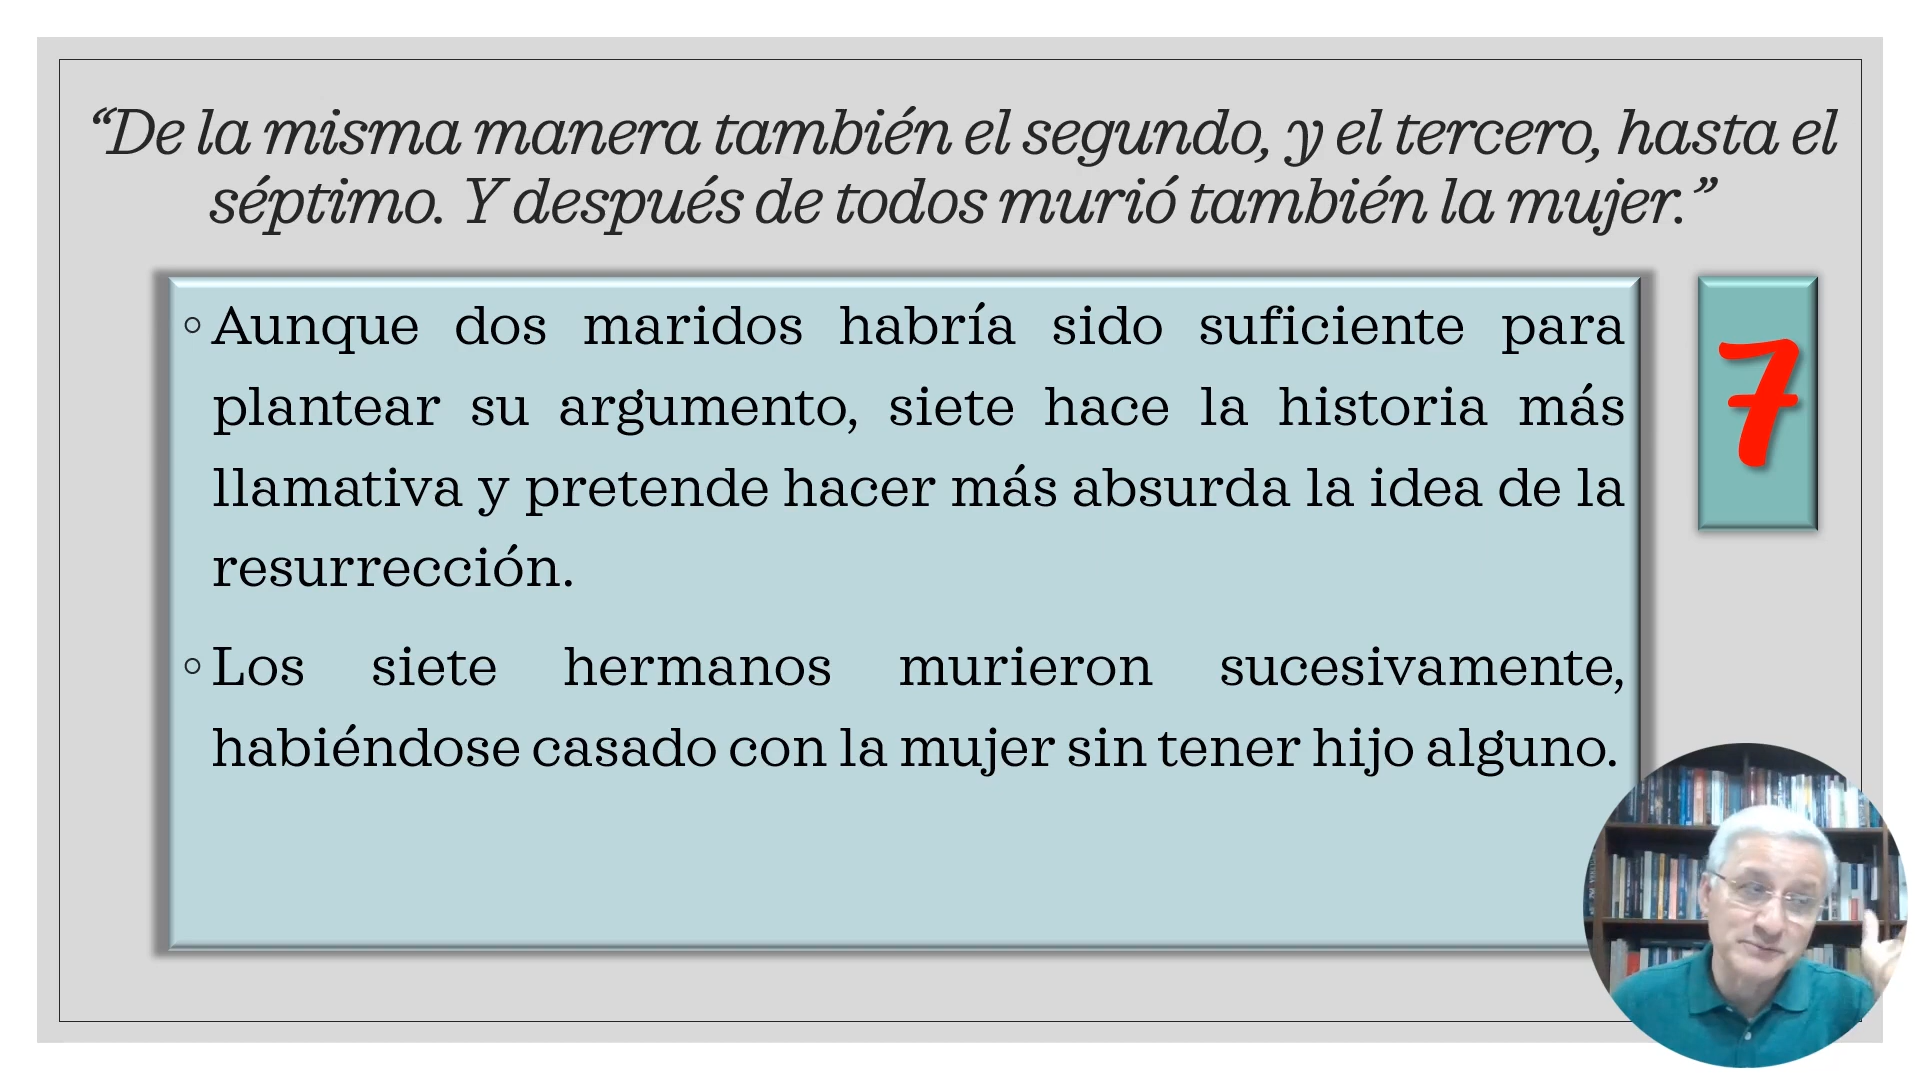 “De la misma manera también el segundo, y el tercero, hasta el
séptimo. Y después de todos murió también la mujer.”
◦ Aunque dos maridos habría sido suficiente para
plantear su argumento, siete hace la historia más
llamativa y pretende hacer más absurda la idea de la
resurrección.
◦ Los siete hermanos murieron sucesivamente,
habiéndose casado con la mujer sin tener hijo alguno.
7